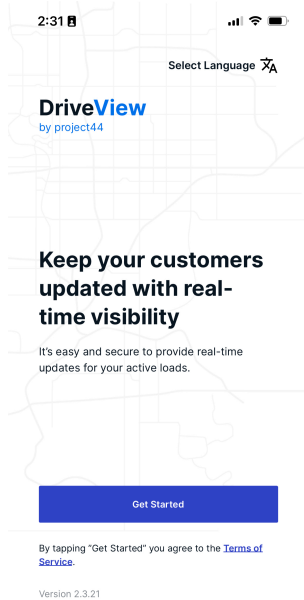 2:31
Select Language
DriveView
by project44
Keep your customers
updated with real-
time visibility
It's easy and secure to provide real-time
updates for your active loads.
Get Started
By tapping "Get Started" you agree to the Terms of
Service.
Version 2.3.21